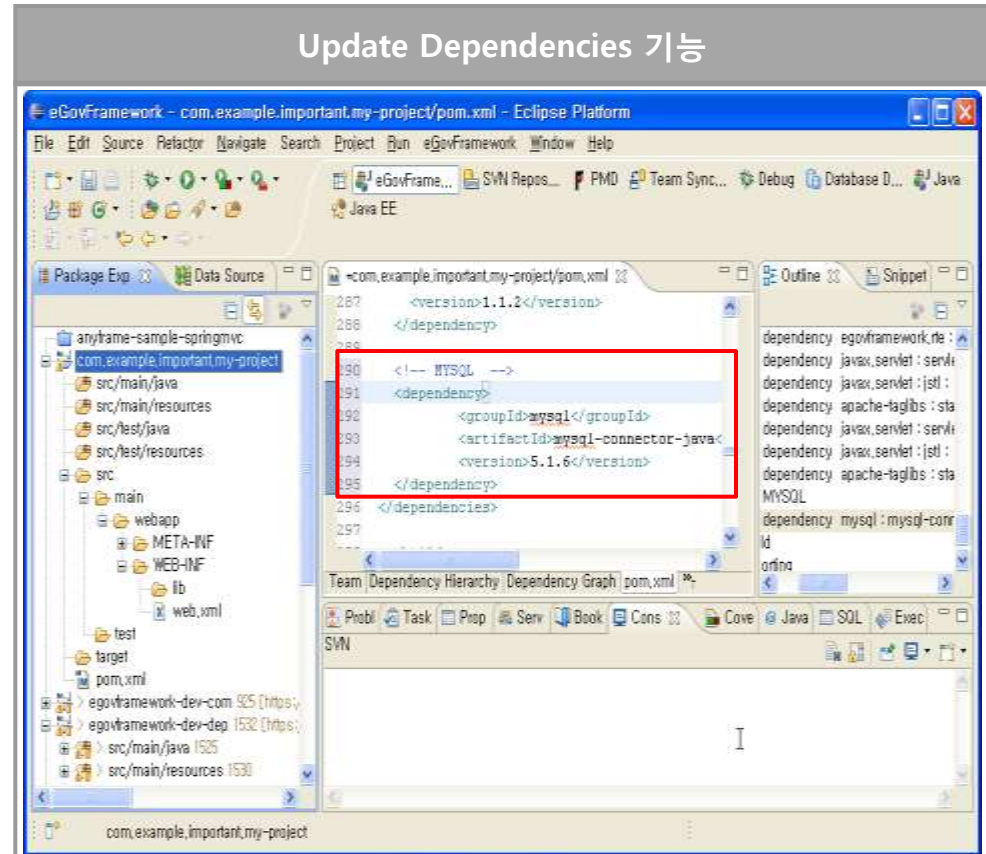 Update Dependencies 기능
eGovFramework - com.example.important.my-project/pom.xml - Eclipse Platform
File Edit Source Refactor Navigate Search Project Run eGovFramework Window Help
eGovFrame... SVN Repos... PMD Team Sync... Debug Database D... Java
Java EE
Package Exp Data Source
anyframe-sample-springmvc
com.example.important.my-project
src/main/java
src/main/resources
src/test/java
src/test/resources
src
main
webapp
META-INF
WEB-INF
lib
web.xml
test
target
pom.xml
> egovframework-dev-com 925 [https:/
> egovframework-dev-dep 1532 [https:/
> src/main/java 1525
> src/main/resources 1530
*com.example.important.my-project/pom.xml
287 <version>1.1.2</version>
288 </dependency>
289
290 <!-- MYSQL -->
291 <dependency>
292 <groupId>mysql</groupId>
293 <artifactId>mysql-connector-java<
294 <version>5.1.6</version>
295 </dependency>
296 </dependencies>
297
Team Dependency Hierarchy Dependency Graph pom.xml
Outline Snippet
dependency egovframework.rte :
dependency javax.servlet : servle
dependency javax.servlet : jstl :
dependency apache-taglibs : sta
dependency javax.servlet : servle
dependency javax.servlet : jstl :
dependency apache-taglibs : sta
MYSQL
dependency mysql : mysql-conr
Probl Task Prop Serv Book Cons Cove Java SQL Exec
SVN
com.example.important.my-project